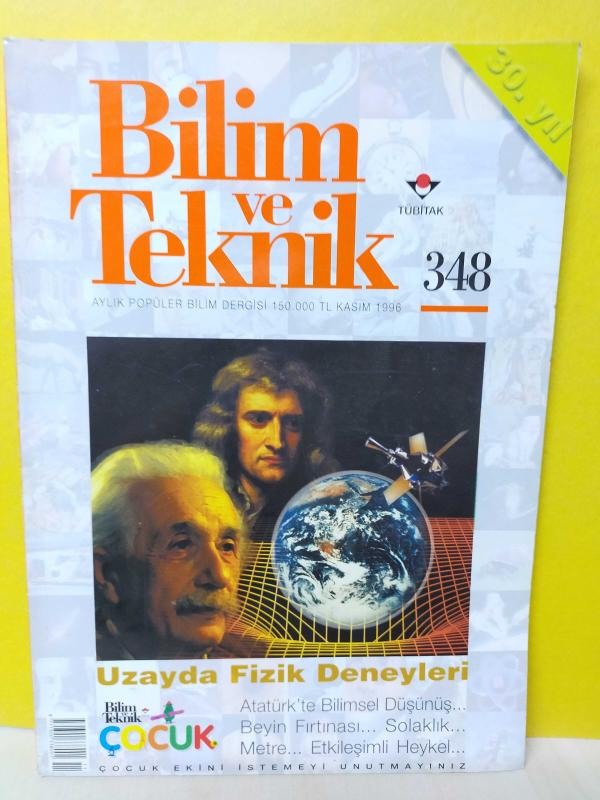 30. yıl
Bilim
ve
Teknik
TÜBİTAK
348
AYLIK POPÜLER BİLİM DERGİSİ 150.000 TL KASIM 1996
Uzayda Fizik Deneyleri
Bilim
ve
Teknik
ÇOCUK
Atatürk'te Bilimsel Düşünüş...
Beyin Fırtınası... Solaklık...
Metre... Etkileşimli Heykel...
ÇOCUK EKİNİ İSTEMEYİ UNUTMAYINIZ